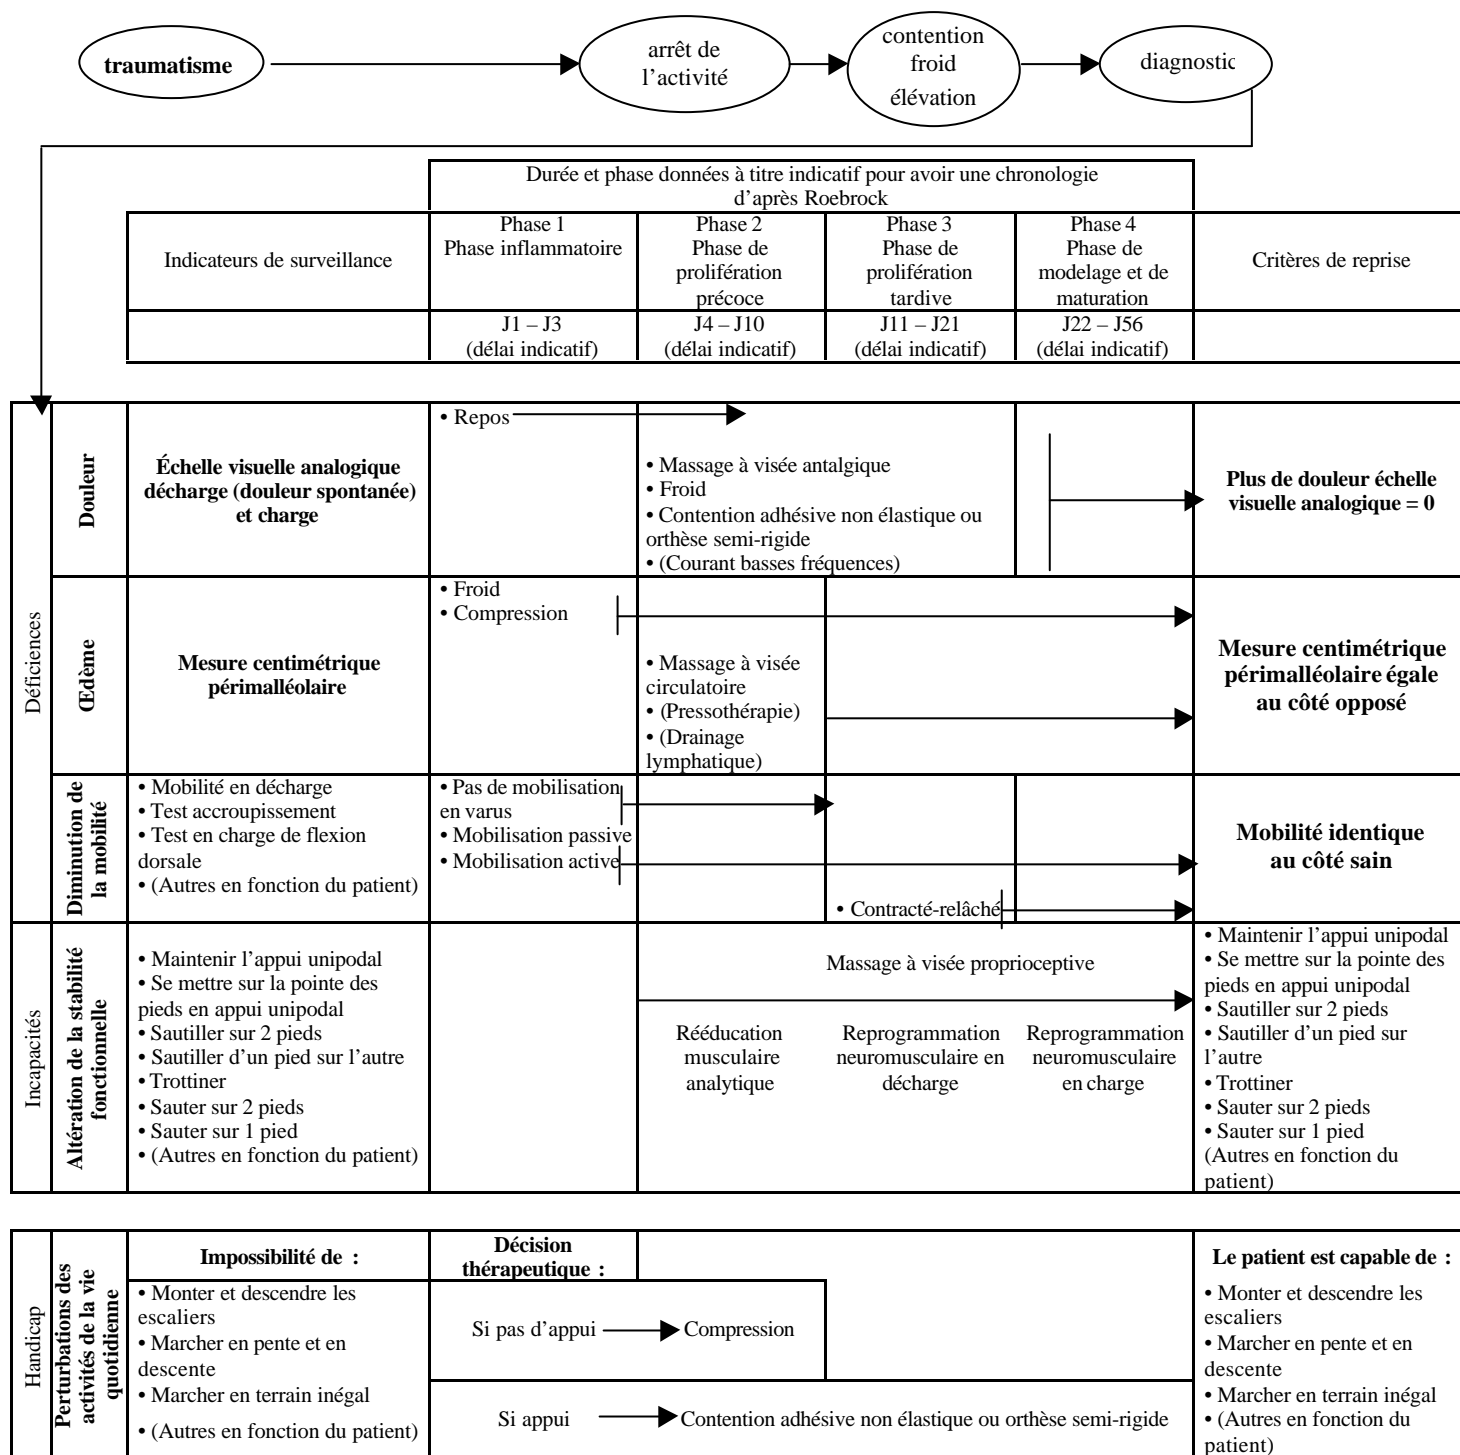 traumatisme
arrêt de
l’activité
contention
froid
élévation
diagnostic
Durée et phase données à titre indicatif pour avoir une chronologie
d’après Roebrock
Indicateurs de surveillance
Phase 1
Phase inflammatoire
Phase 2
Phase de
prolifération
précoce
Phase 3
Phase de
prolifération
tardive
Phase 4
Phase de
modelage et de
maturation
Critères de reprise
J1 – J3
(délai indicatif)
J4 – J10
(délai indicatif)
J11 – J21
(délai indicatif)
J22 – J56
(délai indicatif)
Déficiences
Douleur
Échelle visuelle analogique
décharge (douleur spontanée)
et charge
• Repos
• Massage à visée antalgique
• Froid
• Contention adhésive non élastique ou
orthèse semi-rigide
• (Courant basses fréquences)
Plus de douleur échelle
visuelle analogique = 0
Œdème
Mesure centimétrique
périmalléolaire
• Froid
• Compression
• Massage à visée
circulatoire
• (Pressothérapie)
• (Drainage
lymphatique)
Mesure centimétrique
périmalléolaire égale
au côté opposé
Diminution de
la mobilité
• Mobilité en décharge
• Test accroupissement
• Test en charge de flexion
dorsale
• (Autres en fonction du patient)
• Pas de mobilisation
en varus
• Mobilisation passive
• Mobilisation active
• Contracté-relâché
Mobilité identique
au côté sain
Incapacités
Altération de la stabilité
fonctionnelle
• Maintenir l’appui unipodal
• Se mettre sur la pointe des
pieds en appui unipodal
• Sautiller sur 2 pieds
• Sautiller d’un pied sur l’autre
• Trottiner
• Sauter sur 2 pieds
• Sauter sur 1 pied
• (Autres en fonction du patient)
Massage à visée proprioceptive
Rééducation
musculaire
analytique
Reprogrammation
neuromusculaire en
décharge
Reprogrammation
neuromusculaire
en charge
• Maintenir l’appui unipodal
• Se mettre sur la pointe des
pieds en appui unipodal
• Sautiller sur 2 pieds
• Sautiller d’un pied sur
l’autre
• Trottiner
• Sauter sur 2 pieds
• Sauter sur 1 pied
(Autres en fonction du
patient)
Handicap
Perturbations des
activités de la vie
quotidienne
Impossibilité de :
• Monter et descendre les
escaliers
• Marcher en pente et en
descente
• Marcher en terrain inégal
• (Autres en fonction du patient)
Décision
thérapeutique :
Si pas d’appui
Compression
Si appui
Contention adhésive non élastique ou orthèse semi-rigide
Le patient est capable de :
• Monter et descendre les
escaliers
• Marcher en pente et en
descente
• Marcher en terrain inégal
• (Autres en fonction du
patient)